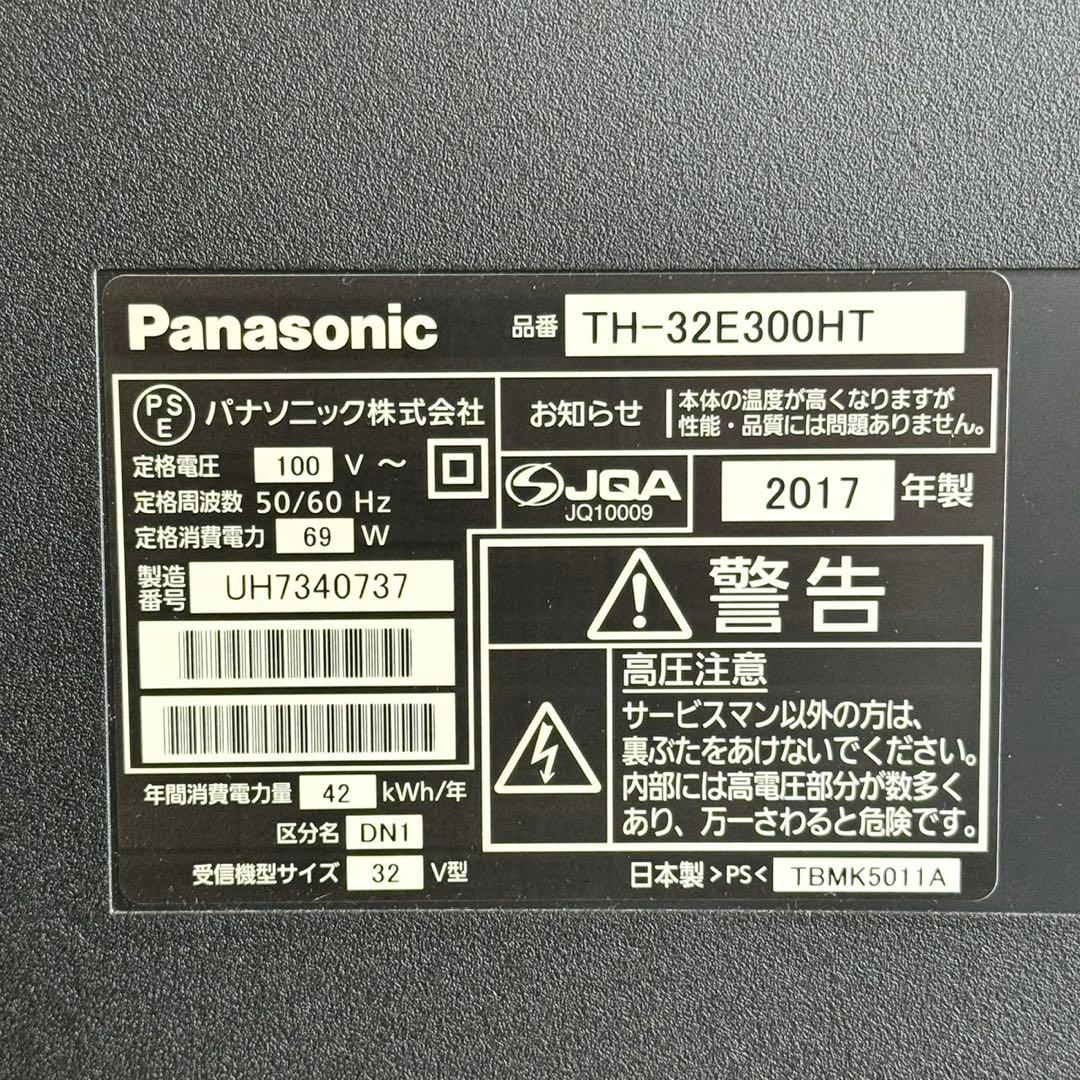 Panasonic 品番 TH-32E300HT
PSE パナソニック株式会社
定格電圧 100 V ～
定格周波数 50/60 Hz
定格消費電力 69 W
製造番号 UH7340737
年間消費電力量 42 kWh/年
区分名 DN1
受信機型サイズ 32 V型
お知らせ
本体の温度が高くなりますが
性能・品質には問題ありません。
JQA
JQ10009
2017 年製
警告
高圧注意
サービスマン以外の方は、
裏ぶたをあけないでください。
内部には高電圧部分が数多く
あり、万一さわると危険です。
日本製 >PS< TBMK5011A